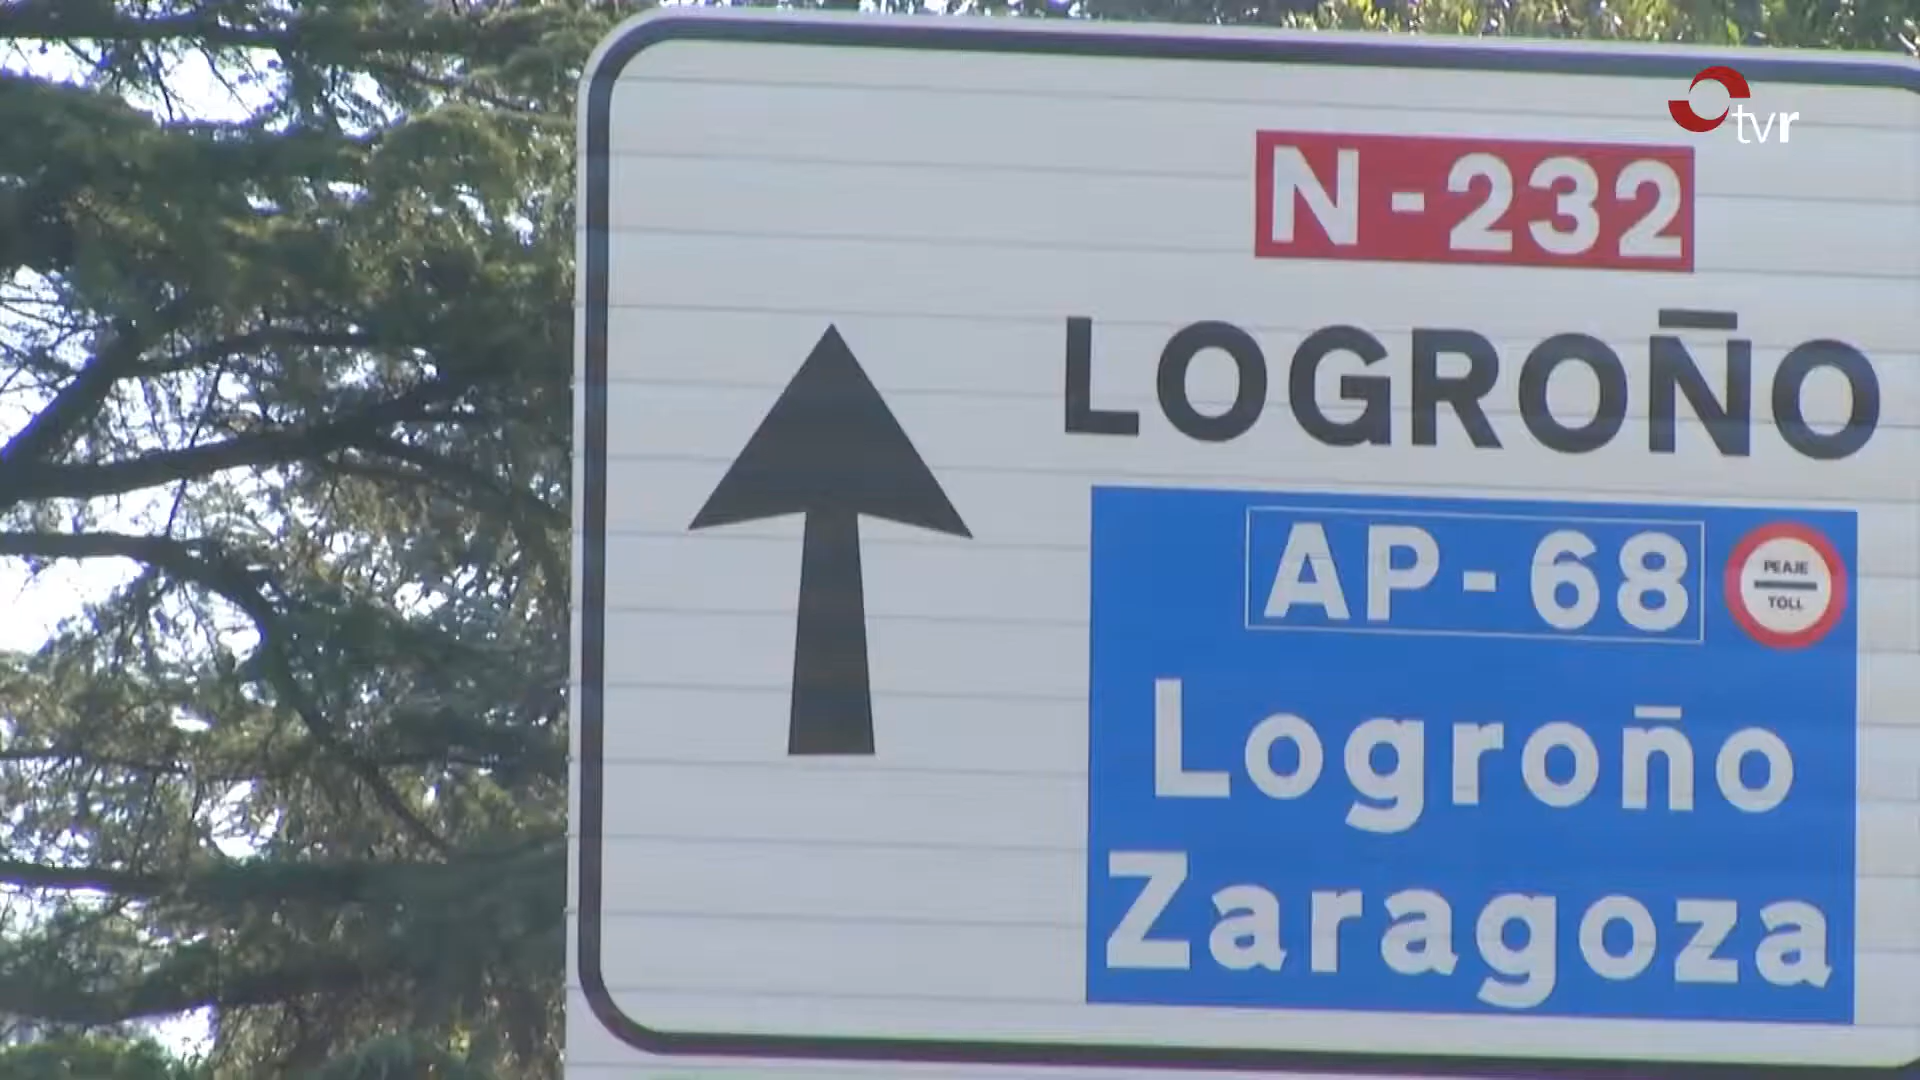 tvr
N-232
LOGROÑO
AP-68
PEAJE
TOLL
Logroño
Zaragoza